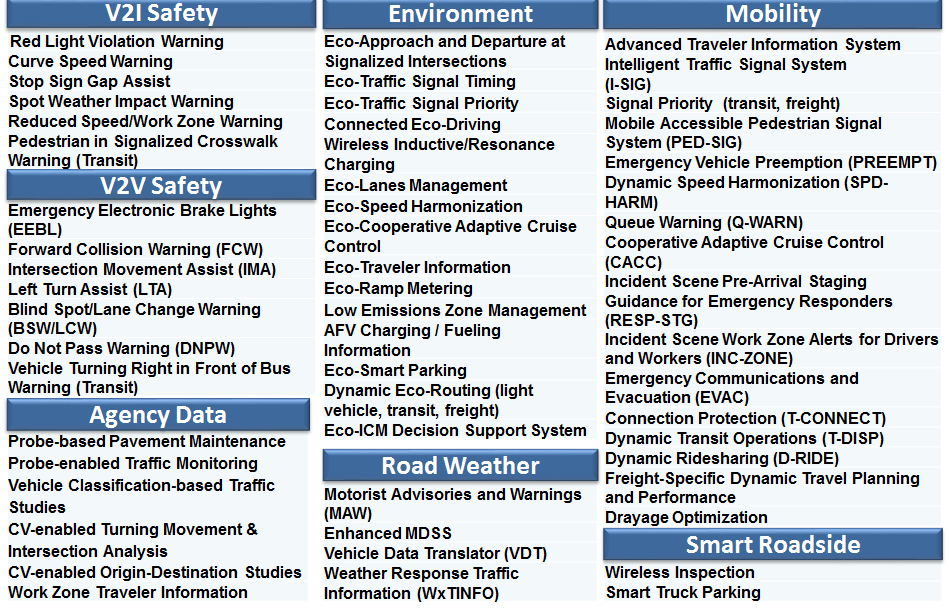 V2I Safety
Red Light Violation Warning
Curve Speed Warning
Stop Sign Gap Assist
Spot Weather Impact Warning
Reduced Speed/Work Zone Warning
Pedestrian in Signalized Crosswalk
Warning (Transit)
V2V Safety
Emergency Electronic Brake Lights
(EEBL)
Forward Collision Warning (FCW)
Intersection Movement Assist (IMA)
Left Turn Assist (LTA)
Blind Spot/Lane Change Warning
(BSW/LCW)
Do Not Pass Warning (DNPW)
Vehicle Turning Right in Front of Bus
Warning (Transit)
Agency Data
Probe-based Pavement Maintenance
Probe-enabled Traffic Monitoring
Vehicle Classification-based Traffic
Studies
CV-enabled Turning Movement &
Intersection Analysis
CV-enabled Origin-Destination Studies
Work Zone Traveler Information
Environment
Eco-Approach and Departure at
Signalized Intersections
Eco-Traffic Signal Timing
Eco-Traffic Signal Priority
Connected Eco-Driving
Wireless Inductive/Resonance
Charging
Eco-Lanes Management
Eco-Speed Harmonization
Eco-Cooperative Adaptive Cruise
Control
Eco-Traveler Information
Eco-Ramp Metering
Low Emissions Zone Management
AFV Charging / Fueling
Information
Eco-Smart Parking
Dynamic Eco-Routing (light
vehicle, transit, freight)
Eco-ICM Decision Support System
Road Weather
Motorist Advisories and Warnings
(MAW)
Enhanced MDSS
Vehicle Data Translator (VDT)
Weather Response Traffic
Information (WxTINFO)
Mobility
Advanced Traveler Information System
Intelligent Traffic Signal System
(I-SIG)
Signal Priority (transit, freight)
Mobile Accessible Pedestrian Signal
System (PED-SIG)
Emergency Vehicle Preemption (PREEMPT)
Dynamic Speed Harmonization (SPD-
HARM)
Queue Warning (Q-WARN)
Cooperative Adaptive Cruise Control
(CACC)
Incident Scene Pre-Arrival Staging
Guidance for Emergency Responders
(RESP-STG)
Incident Scene Work Zone Alerts for Drivers
and Workers (INC-ZONE)
Emergency Communications and
Evacuation (EVAC)
Connection Protection (T-CONNECT)
Dynamic Transit Operations (T-DISP)
Dynamic Ridesharing (D-RIDE)
Freight-Specific Dynamic Travel Planning
and Performance
Drayage Optimization
Smart Roadside
Wireless Inspection
Smart Truck Parking